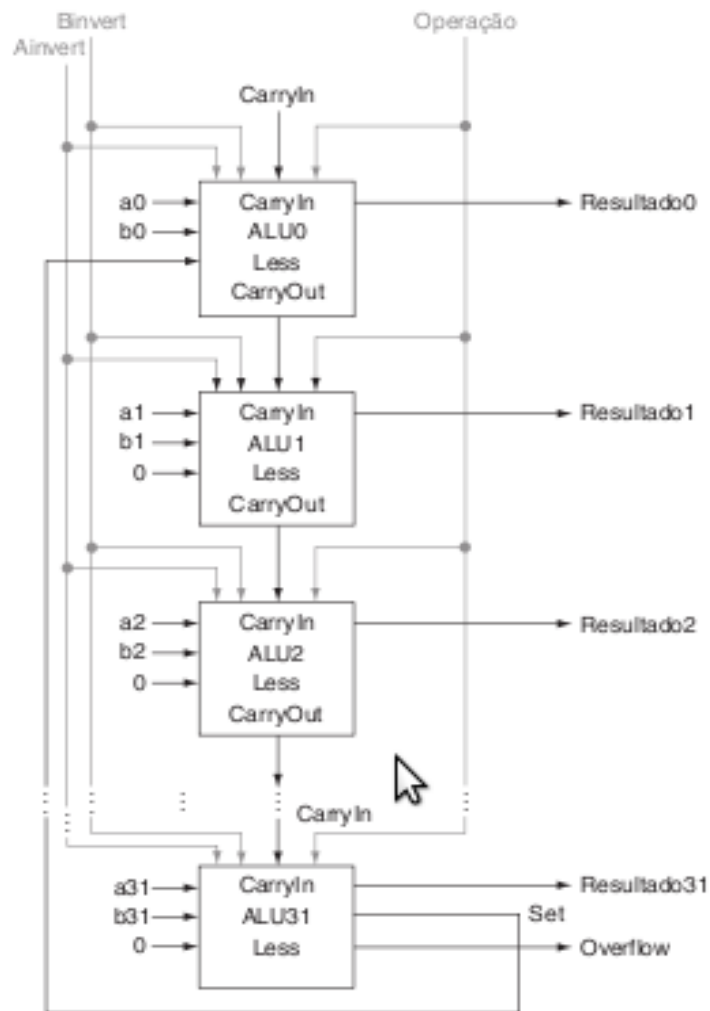 Binvert
Operação
Ainvert
CarryIn
a0 CarryIn Resultado0
b0 ALU0
Less
CarryOut
a1 CarryIn Resultado1
b1 ALU1
0 Less
CarryOut
a2 CarryIn Resultado2
b2 ALU2
0 Less
CarryOut
CarryIn
a31 CarryIn Resultado31
b31 ALU31 Set
0 Less Overflow